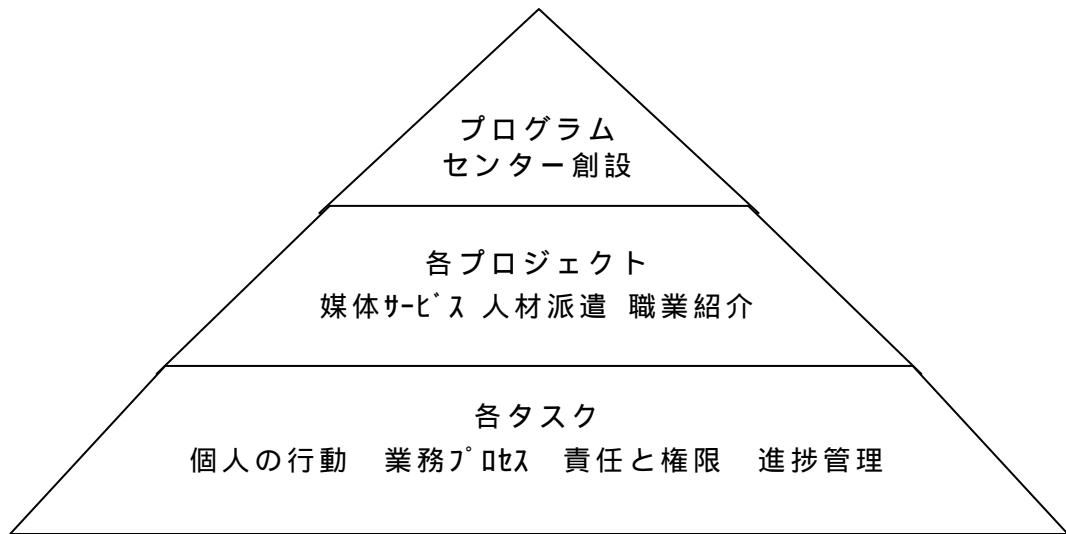 プログラム
センター創設
各プロジェクト
媒体ｻｰﾋﾞｽ 人材派遣 職業紹介
各タスク
個人の行動　業務ﾌﾟﾛｾｽ　責任と権限　進捗管理